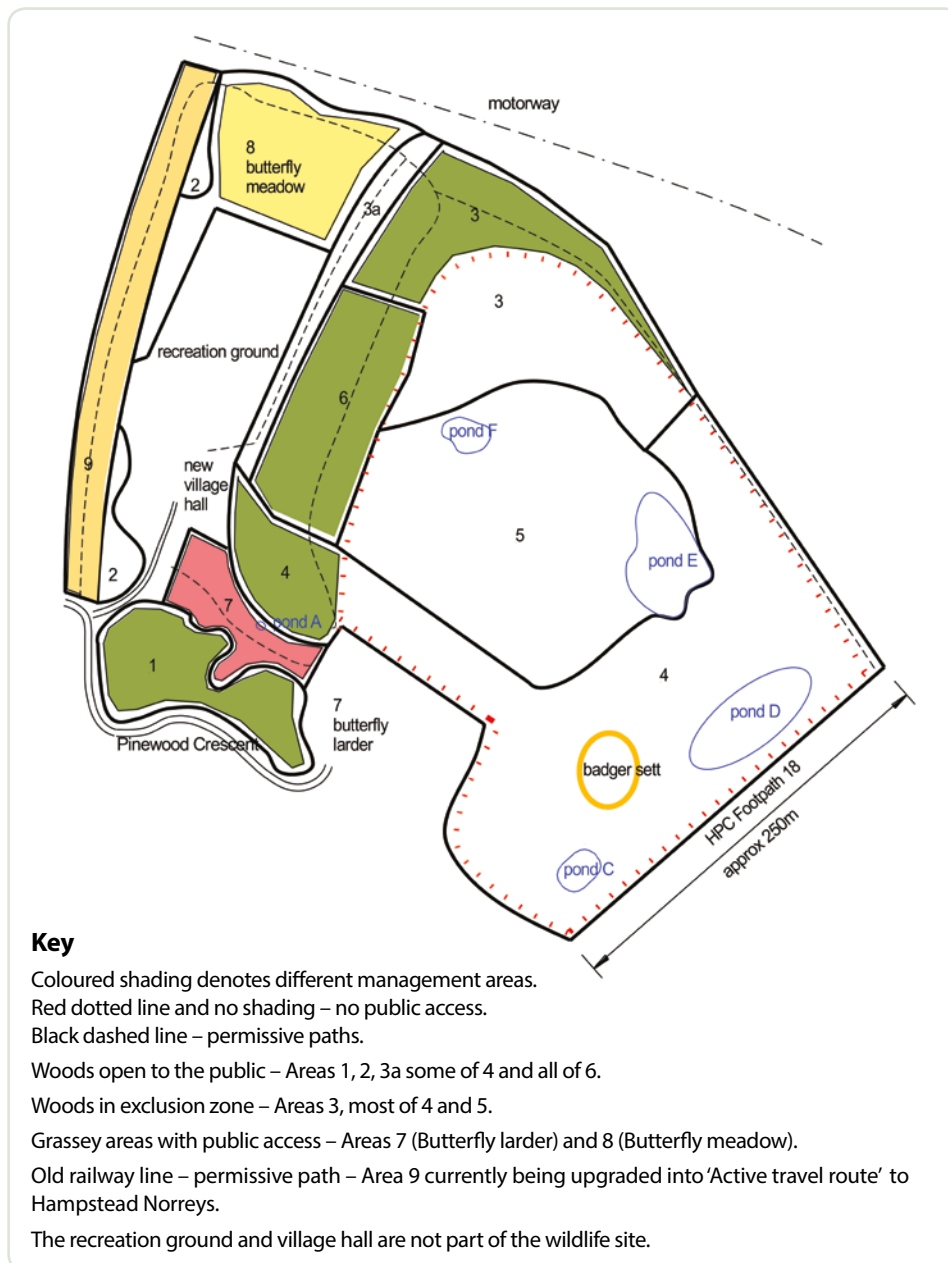 motorway
8
butterfly
meadow
2
3a
3
3
recreation ground
6
pond F
9
new
village
hall
5
pond E
2
4
7
pond A
1
4
7
butterfly
larder
pond D
Pinewood Crescent
badger sett
HPC Footpath 18
approx 250m
pond C
Key
Coloured shading denotes different management areas.
Red dotted line and no shading – no public access.
Black dashed line – permissive paths.
Woods open to the public – Areas 1, 2, 3a some of 4 and all of 6.
Woods in exclusion zone – Areas 3, most of 4 and 5.
Grassey areas with public access – Areas 7 (Butterfly larder) and 8 (Butterfly meadow).
Old railway line – permissive path – Area 9 currently being upgraded into ‘Active travel route’ to
Hampstead Norreys.
The recreation ground and village hall are not part of the wildlife site.